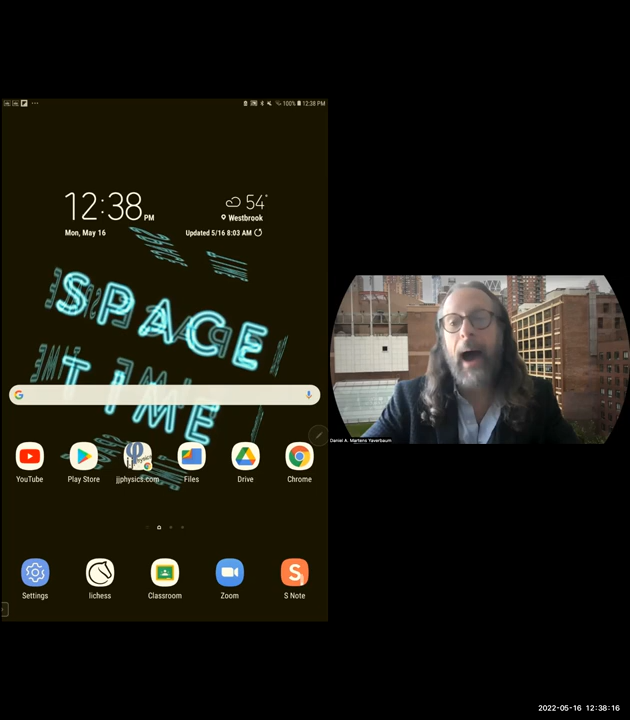 100% 12:38 PM
12:38 PM
54°
Westbrook
Mon, May 16
Updated 5/16 8:03 AM
SPACE
TIME
YouTube
Play Store
jjphysics.com
Files
Drive
Chrome
Settings
lichess
Classroom
Zoom
S Note
Daniel A. Martens Yaverbaum
2022-05-16 12:38:16